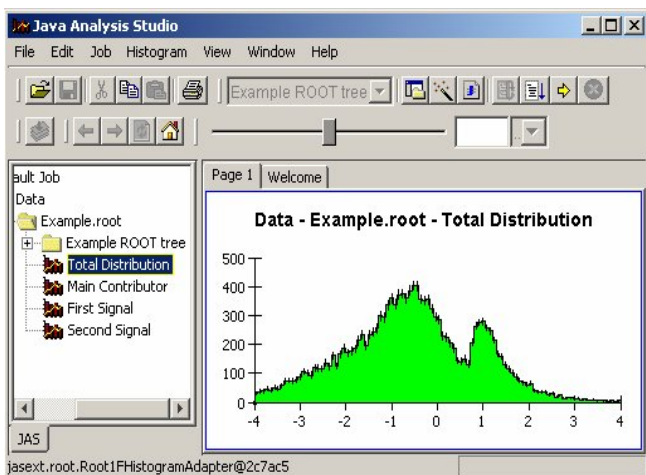 Java Analysis Studio
File Edit Job Histogram View Window Help
Example ROOT tree
Page 1 Welcome
ault Job
Data
Example.root
Example ROOT tree
Total Distribution
Main Contributor
First Signal
Second Signal
JAS
Data - Example.root - Total Distribution
500
400
300
200
100
0
-4 -3 -2 -1 0 1 2 3 4
jasext.root.Root1FHistogramAdapter@2c7ac5